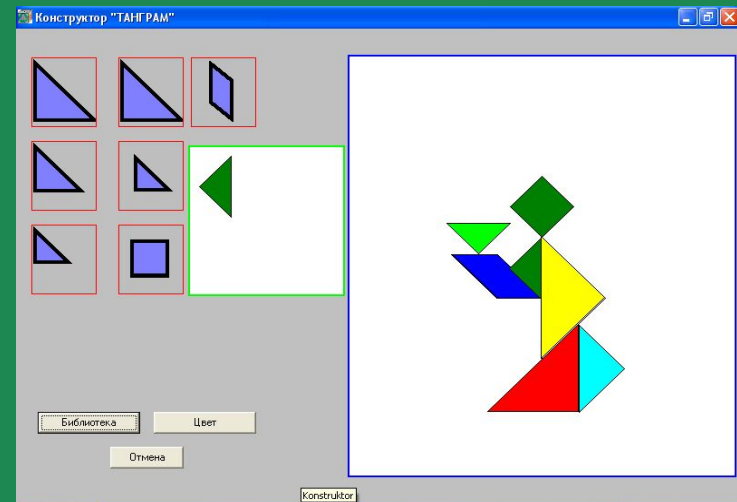 Конструктор "ТАНГРАМ"
Библиотека
Цвет
Отмена
Konstruktor